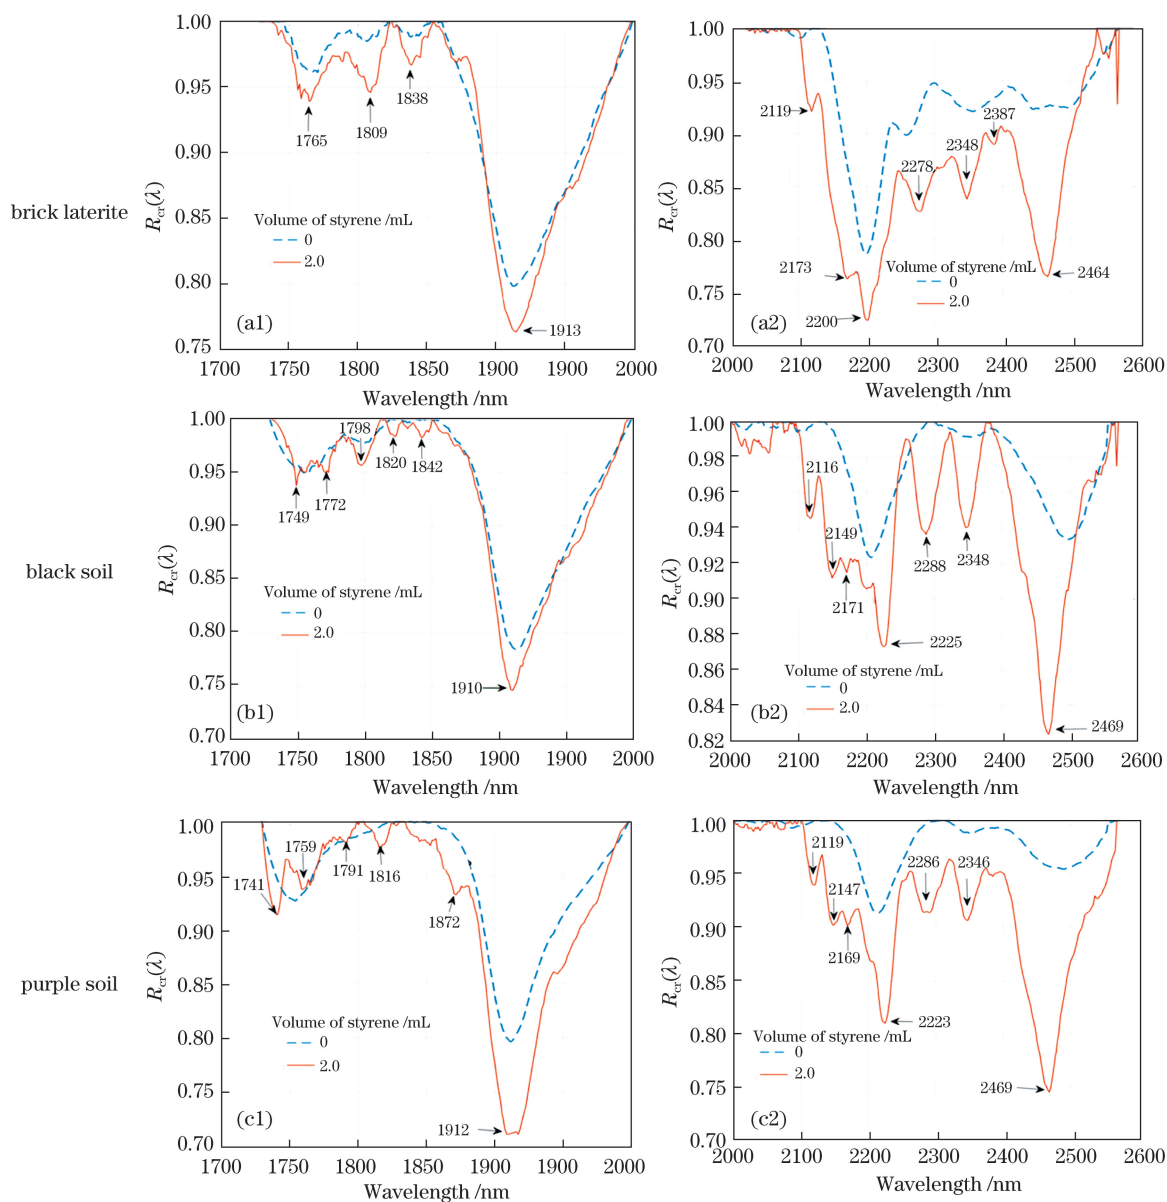 brick laterite
R_cr(λ)
1.00
0.95
0.90
0.85
0.80
0.75
1765
1809
1838
1913
Volume of styrene /mL
0
2.0
(a1)
1700 1750 1800 1850 1900 1900 2000
Wavelength /nm
R_cr(λ)
1.00
0.95
0.90
0.85
0.80
0.75
0.70
2119
2173
2200
2278
2348
2387
2464
Volume of styrene /mL
0
2.0
(a2)
2000 2100 2200 2300 2400 2500 2600
Wavelength /nm
black soil
R_cr(λ)
1.00
0.95
0.90
0.85
0.80
0.75
0.70
1749
1772
1798
1820
1842
1910
Volume of styrene /mL
0
2.0
(b1)
1700 1750 1800 1850 1900 1900 2000
Wavelength /nm
R_cr(λ)
1.00
0.98
0.96
0.94
0.92
0.90
0.88
0.86
0.84
0.82
2116
2149
2171
2225
2288
2348
2469
Volume of styrene /mL
0
2.0
(b2)
2000 2100 2200 2300 2400 2500 2600
Wavelength /nm
purple soil
R_cr(λ)
1.00
0.95
0.90
0.85
0.80
0.75
0.70
1741
1759
1791
1816
1872
1912
Volume of styrene /mL
0
2.0
(c1)
1700 1750 1800 1850 1900 1900 2000
Wavelength /nm
R_cr(λ)
1.00
0.95
0.90
0.85
0.80
0.75
0.70
2119
2147
2169
2223
2286
2346
2469
Volume of styrene /mL
0
2.0
(c2)
2000 2100 2200 2300 2400 2500 2600
Wavelength /nm